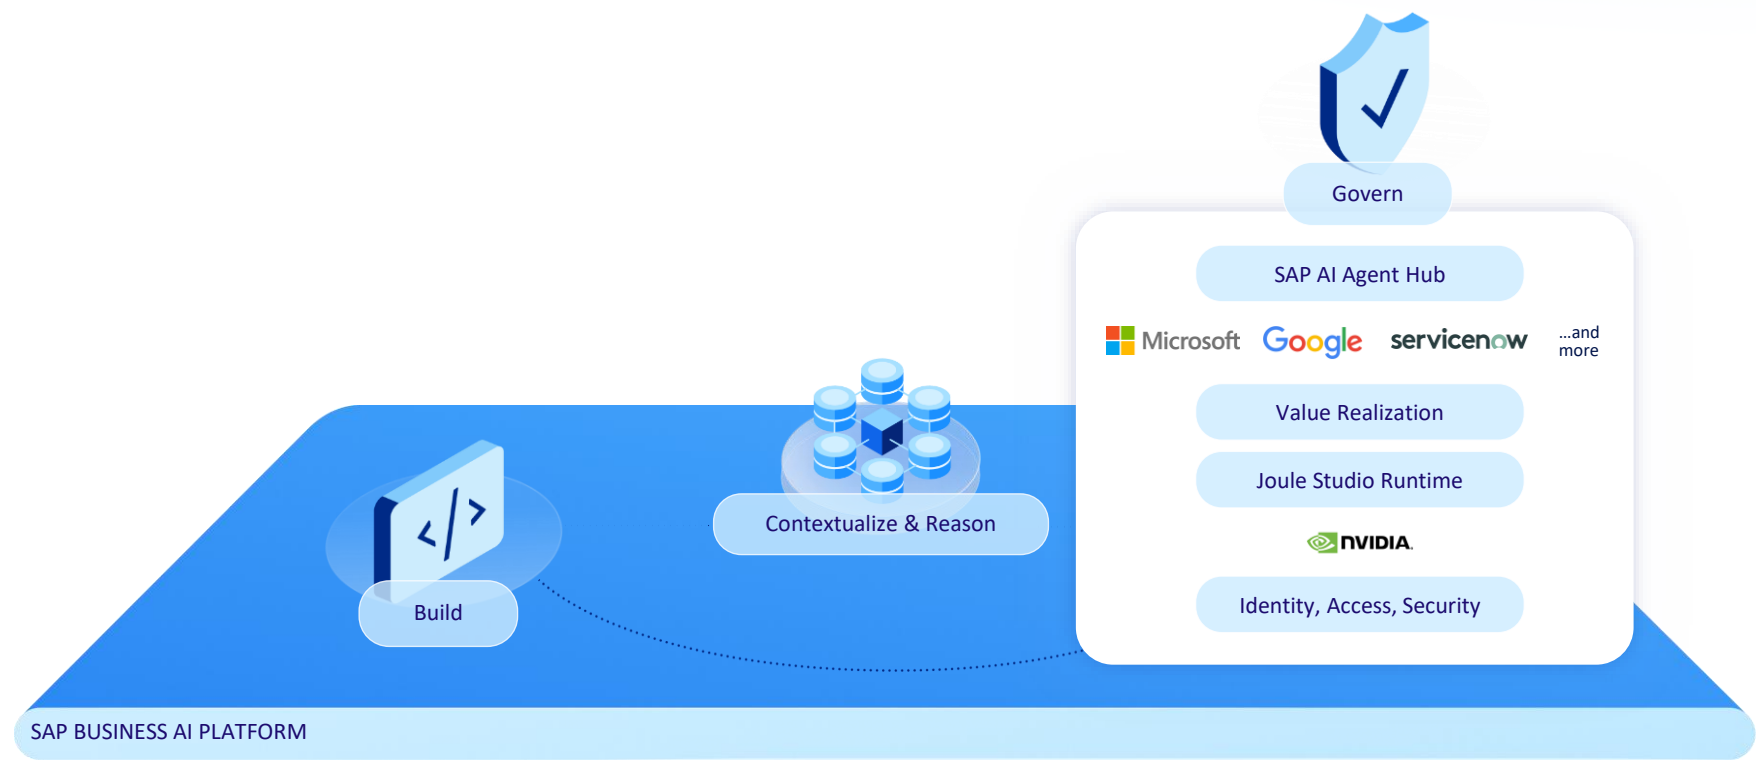 Govern
SAP AI Agent Hub
Microsoft
Google
servicenow
...and
more
Value Realization
Joule Studio Runtime
NVIDIA.
Identity, Access, Security
Contextualize & Reason
</>
Build
SAP BUSINESS AI PLATFORM